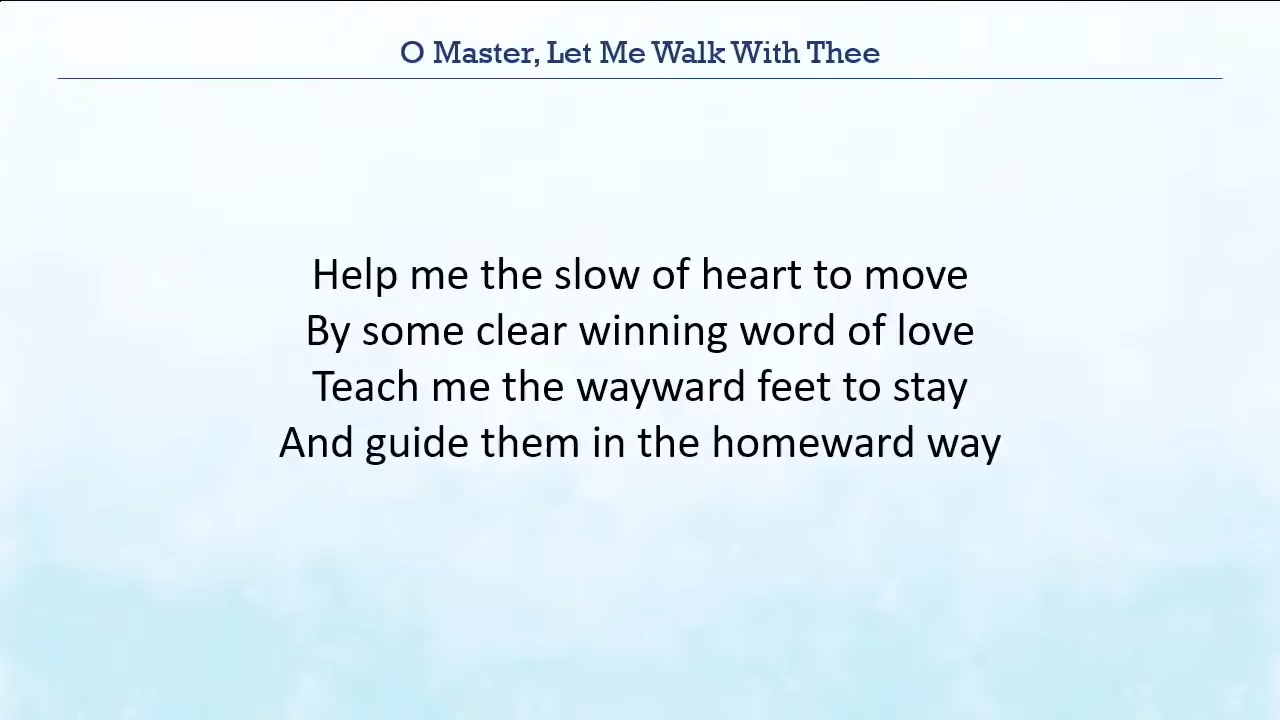 O Master, Let Me Walk With Thee
Help me the slow of heart to move
By some clear winning word of love
Teach me the wayward feet to stay
And guide them in the homeward way